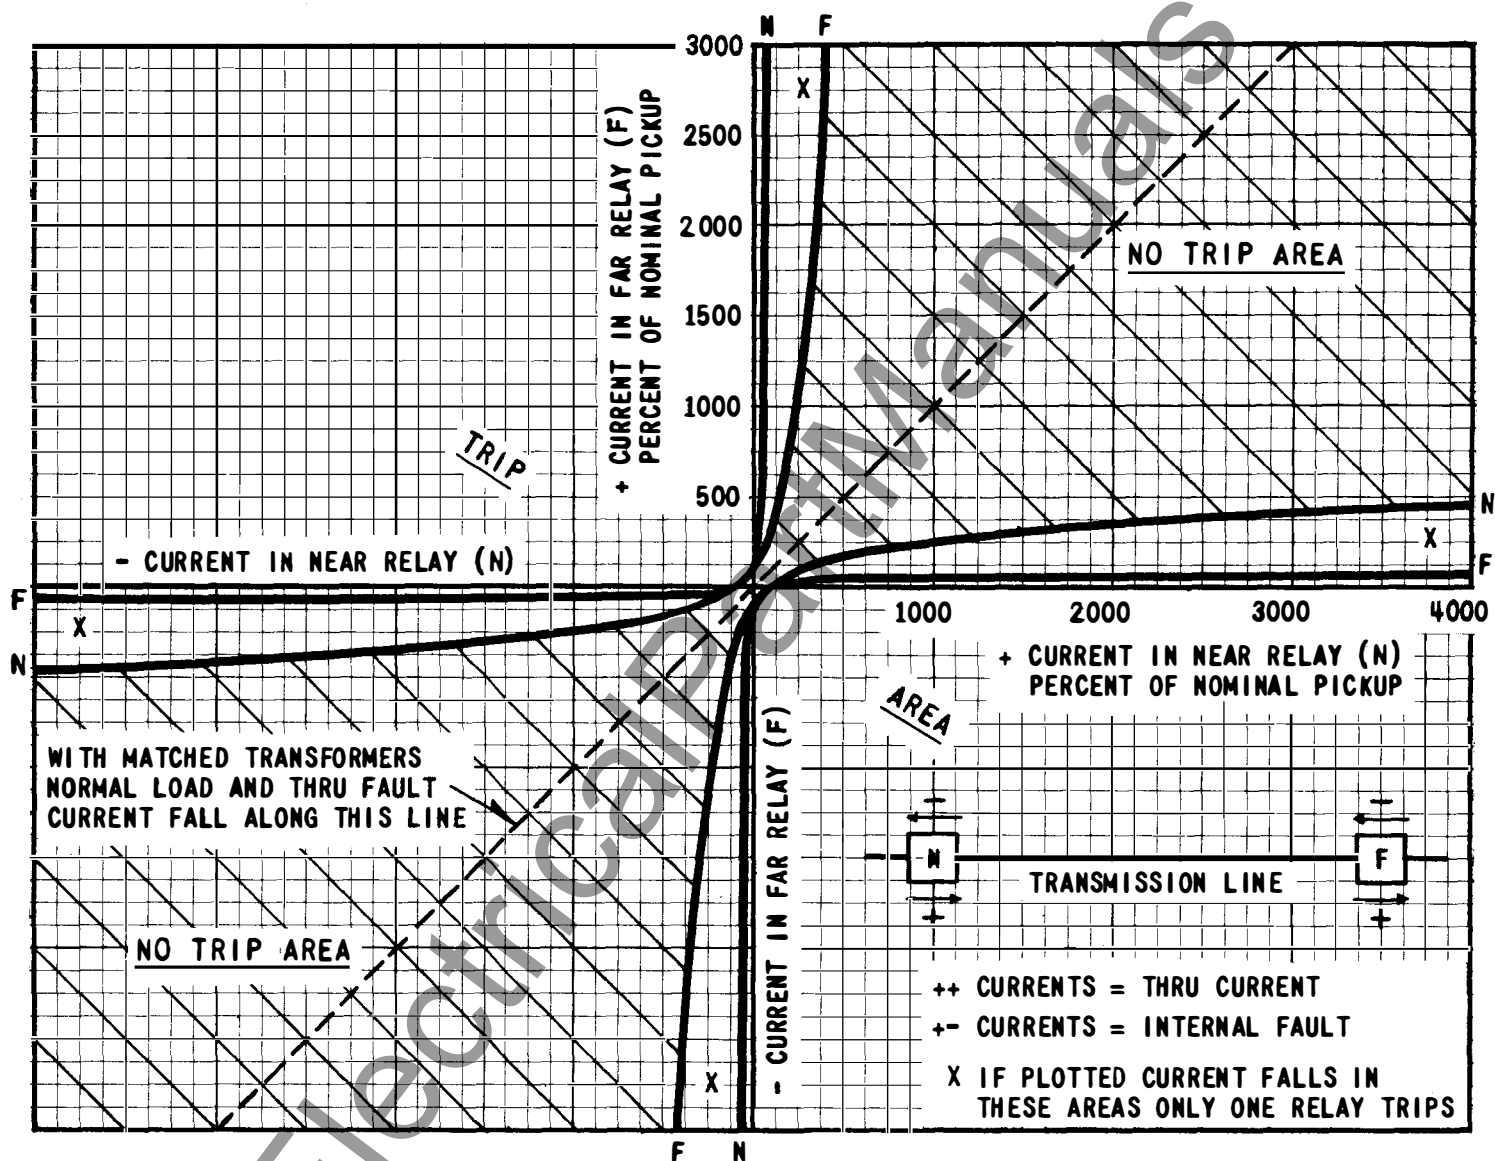 N F
3000
2500
2000
1500
1000
500
+ CURRENT IN FAR RELAY (F)
PERCENT OF NOMINAL PICKUP
NO TRIP AREA
TRIP
- CURRENT IN NEAR RELAY (N)
N
X
F
X
F
X
N
1000 2000 3000 4000
+ CURRENT IN NEAR RELAY (N)
PERCENT OF NOMINAL PICKUP
AREA
WITH MATCHED TRANSFORMERS
NORMAL LOAD AND THRU FAULT
CURRENT FALL ALONG THIS LINE
- CURRENT IN FAR RELAY (F)
- -
N F
TRANSMISSION LINE
+ +
NO TRIP AREA
++ CURRENTS = THRU CURRENT
+- CURRENTS = INTERNAL FAULT
X IF PLOTTED CURRENT FALLS IN
THESE AREAS ONLY ONE RELAY TRIPS
X
F N
ElectricalPartManuals